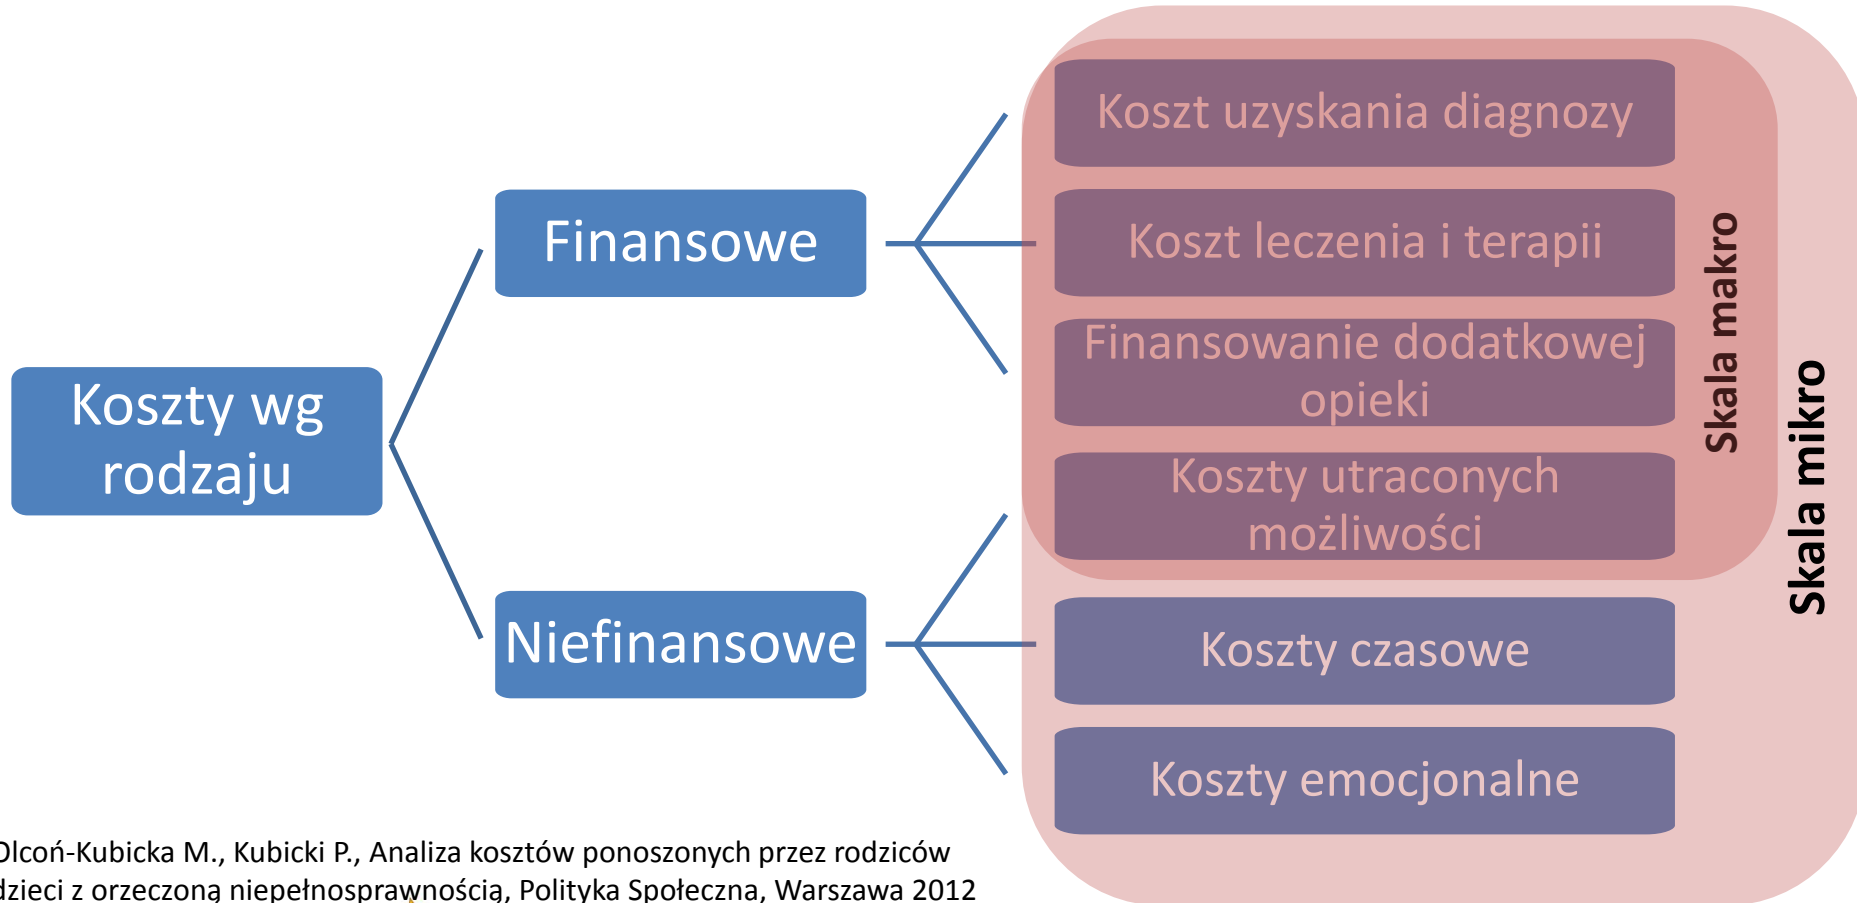 Koszty wg
rodzaju
Finansowe
Niefinansowe
Koszt uzyskania diagnozy
Koszt leczenia i terapii
Finansowanie dodatkowej
opieki
Koszty utraconych
możliwości
Koszty czasowe
Koszty emocjonalne
Skala makro
Skala mikro
Olcoń-Kubicka M., Kubicki P., Analiza kosztów ponoszonych przez rodziców
dzieci z orzeczoną niepełnosprawnością, Polityka Społeczna, Warszawa 2012